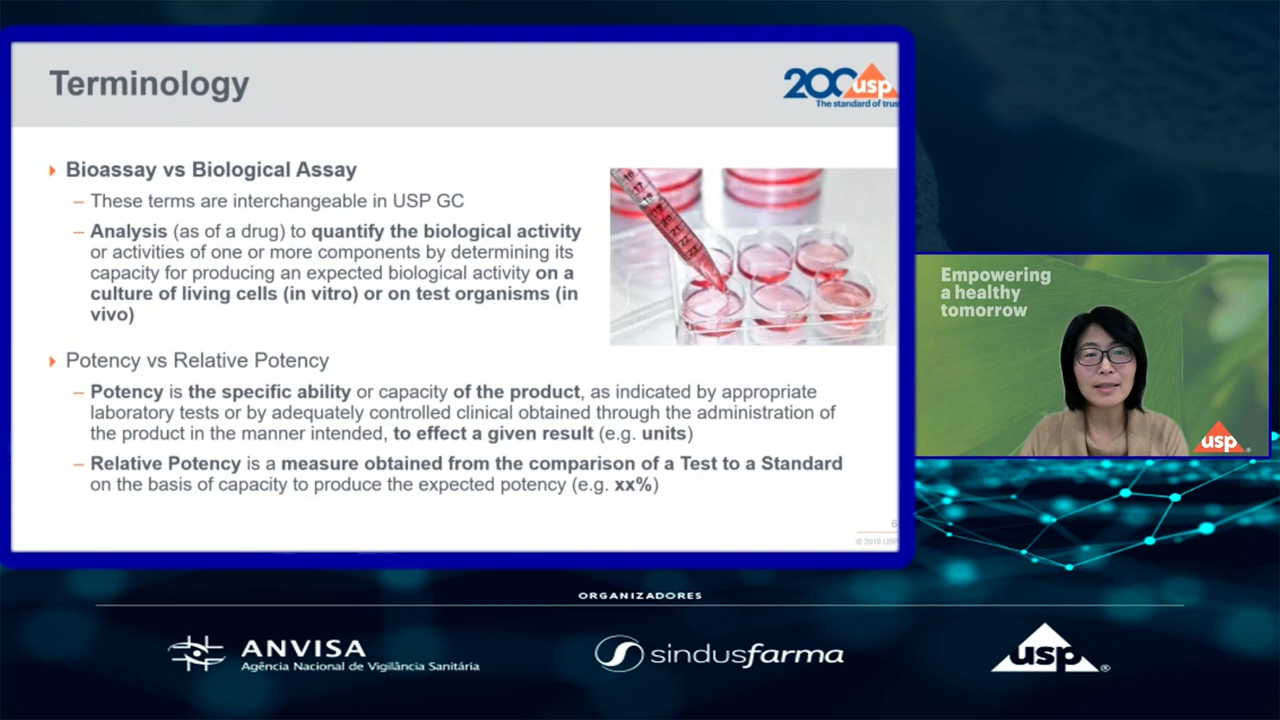 Terminology
200 usp
The standard of trus
Bioassay vs Biological Assay
– These terms are interchangeable in USP GC
– Analysis (as of a drug) to quantify the biological activity
or activities of one or more components by determining its
capacity for producing an expected biological activity on a
culture of living cells (in vitro) or on test organisms (in
vivo)
Potency vs Relative Potency
– Potency is the specific ability or capacity of the product, as indicated by appropriate
laboratory tests or by adequately controlled clinical obtained through the administration of
the product in the manner intended, to effect a given result (e.g. units)
– Relative Potency is a measure obtained from the comparison of a Test to a Standard
on the basis of capacity to produce the expected potency (e.g. xx%)
6
© 2019 USP
Empowering
a healthy
tomorrow
usp
ORGANIZADORES
ANVISA
Agência Nacional de Vigilância Sanitária
sindusfarma
usp®